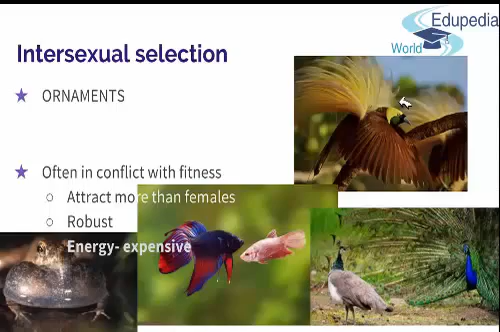 Edupedia
World
Intersexual selection
ORNAMENTS
Often in conflict with fitness
Attract more than females
Robust
Energy- expensive